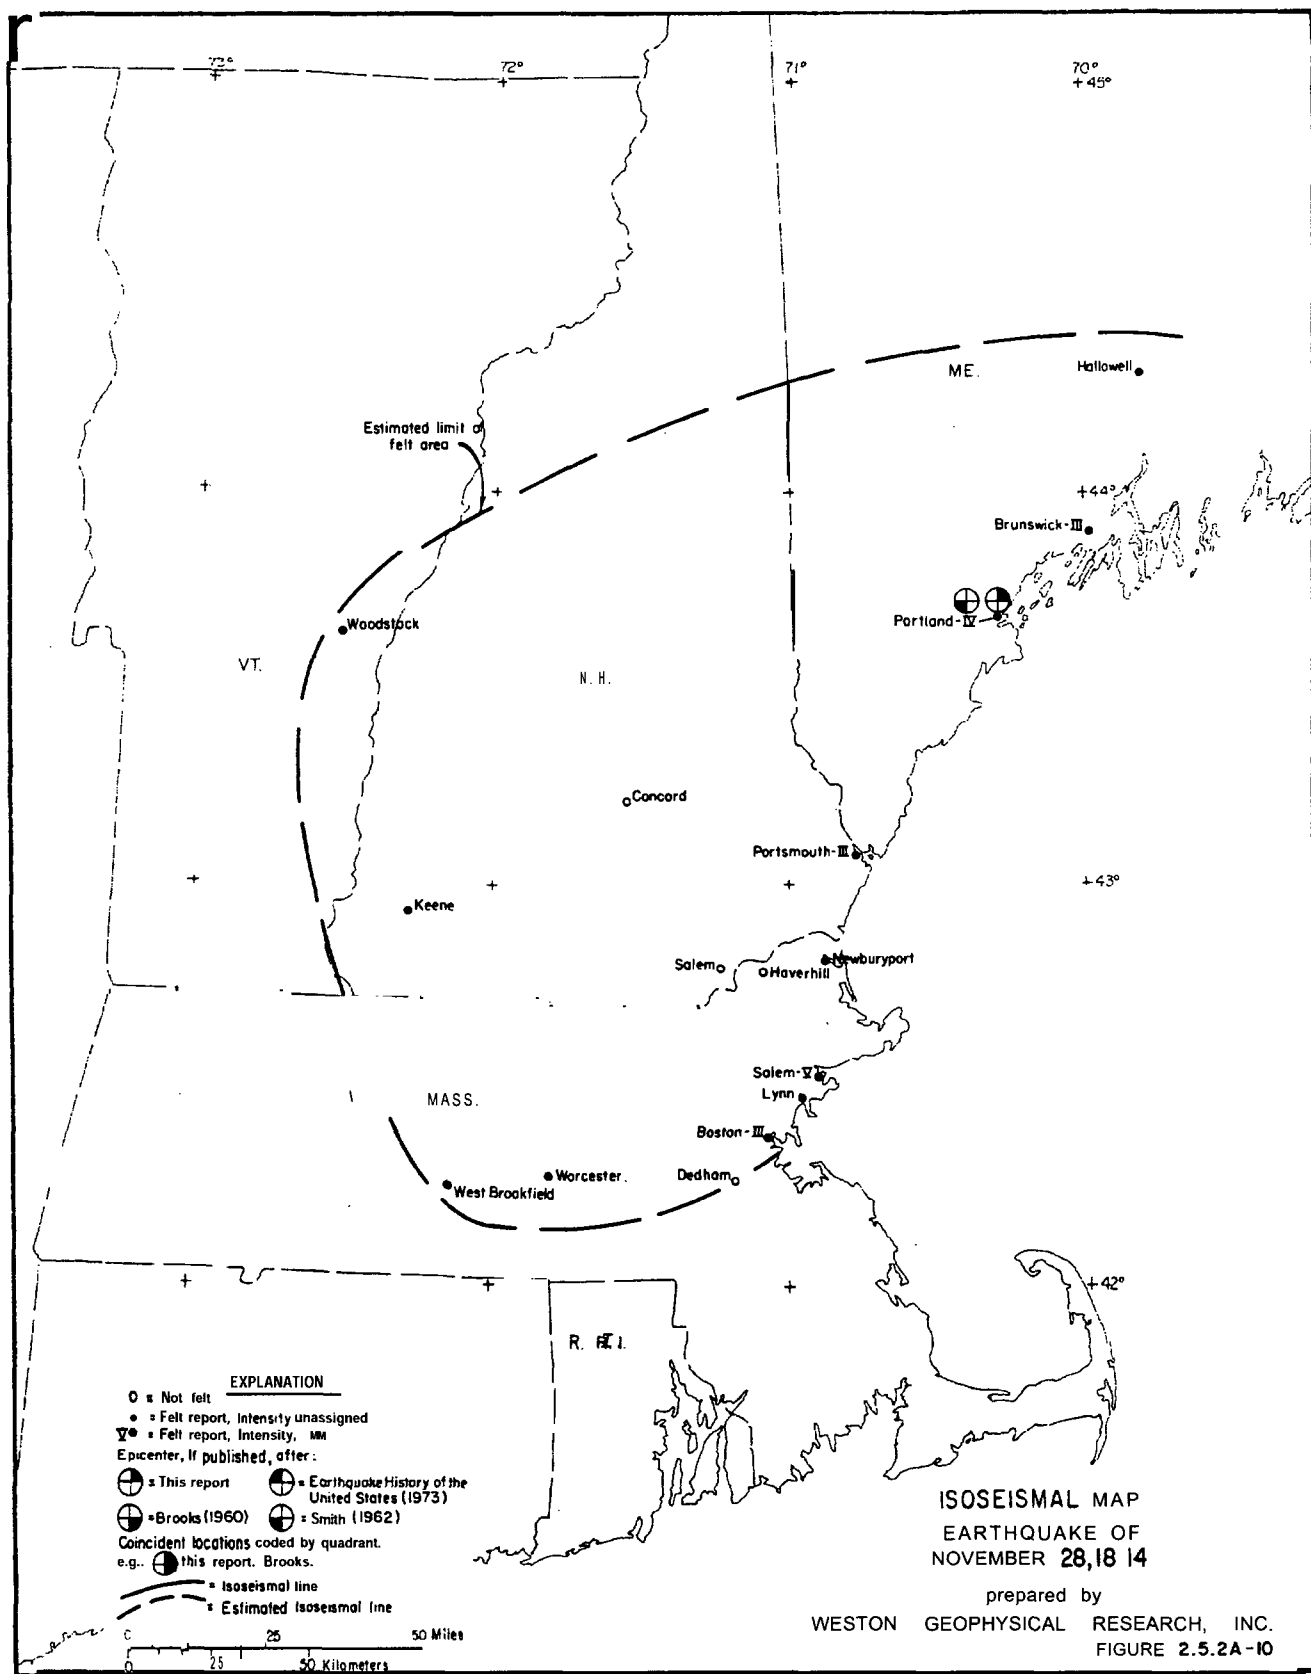 73°
72°
71°
70°
45°
ME.
Hallowell
Estimated limit of
felt area
44°
Brunswick-III
Portland-IV
Woodstock
VT.
N. H.
Concord
Portsmouth-III
43°
Keene
Salem
Haverhill
Newburyport
Salem-V
Lynn
MASS.
Boston-III
Worcester.
Dedham
West Brookfield
42°
EXPLANATION
O = Not felt
• = Felt report, Intensity unassigned
V• = Felt report, Intensity, MM
Epicenter, If published, after:
= This report
= Earthquake History of the
United States (1973)
=Brooks (1960)
= Smith (1962)
Coincident locations coded by quadrant.
e.g.. this report. Brooks.
= Isoseismal line
= Estimated Isoseismal line
25
50 Miles
0
25
50 Kilometers
ISOSEISMAL MAP
EARTHQUAKE OF
NOVEMBER 28,18 14
prepared by
WESTON GEOPHYSICAL RESEARCH, INC.
FIGURE 2.5.2A-10